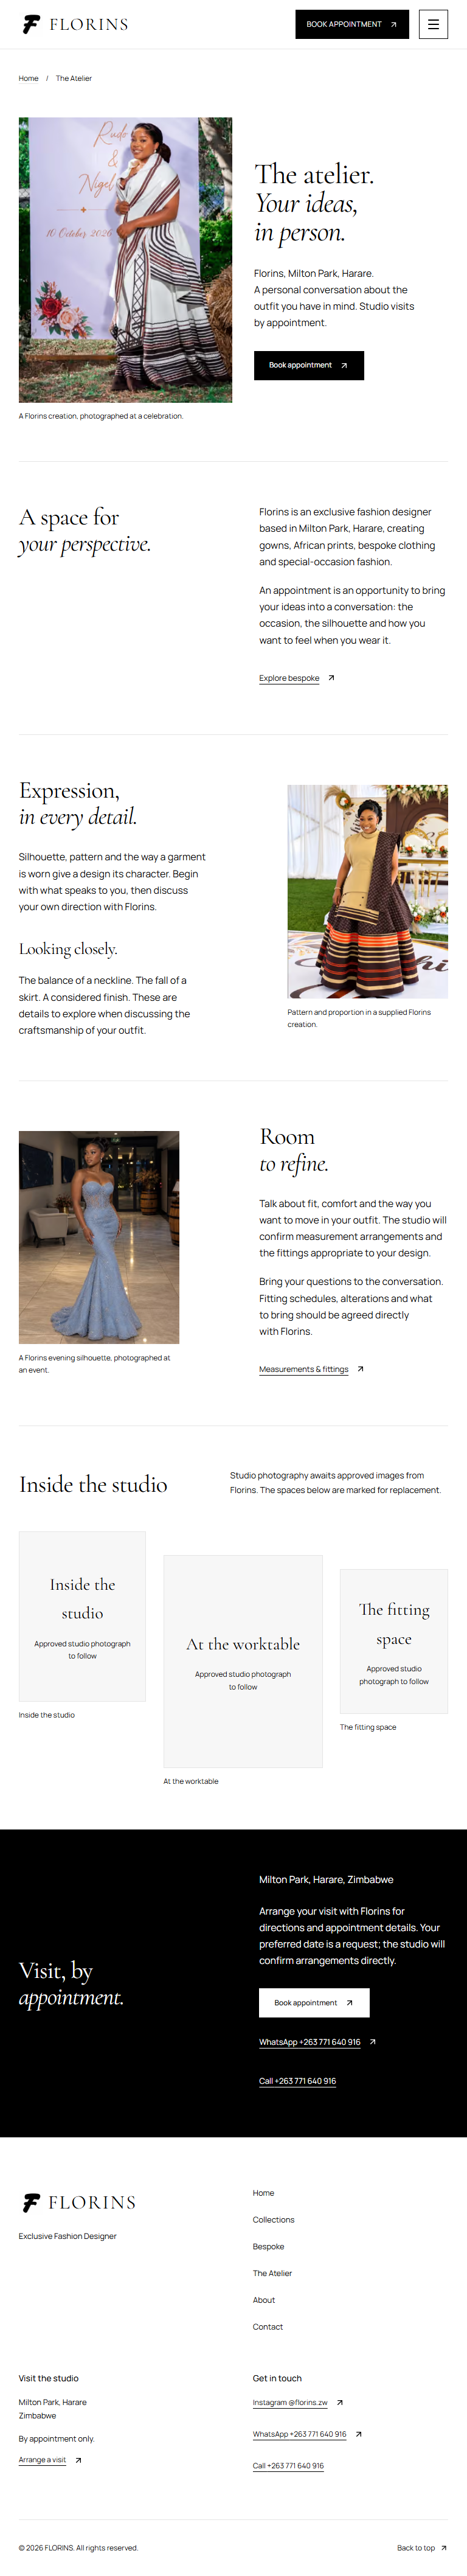 FLORINS
BOOK APPOINTMENT
Home / The Atelier
Rudo
&
Nigel
10 October 2026
The atelier.
Your ideas,
in person.
Florins, Milton Park, Harare.
A personal conversation about the
outfit you have in mind. Studio visits
by appointment.
Book appointment
A Florins creation, photographed at a celebration.
A space for
your perspective.
Florins is an exclusive fashion designer
based in Milton Park, Harare, creating
gowns, African prints, bespoke clothing
and special-occasion fashion.
An appointment is an opportunity to bring
your ideas into a conversation: the
occasion, the silhouette and how you
want to feel when you wear it.
Explore bespoke
Expression,
in every detail.
Silhouette, pattern and the way a garment
is worn give a design its character. Begin
with what speaks to you, then discuss
your own direction with Florins.
Looking closely.
The balance of a neckline. The fall of a
skirt. A considered finish. These are
details to explore when discussing the
craftsmanship of your outfit.
Pattern and proportion in a supplied Florins
creation.
Room
to refine.
Talk about fit, comfort and the way you
want to move in your outfit. The studio will
confirm measurement arrangements and
the fittings appropriate to your design.
Bring your questions to the conversation.
Fitting schedules, alterations and what
to bring should be agreed directly
with Florins.
Measurements & fittings
A Florins evening silhouette, photographed at
an event.
Inside the studio
Studio photography awaits approved images from
Florins. The spaces below are marked for replacement.
Inside the
studio
Approved studio photograph
to follow
Inside the studio
At the worktable
Approved studio photograph
to follow
At the worktable
The fitting
space
Approved studio
photograph to follow
The fitting space
Visit, by
appointment.
Milton Park, Harare, Zimbabwe
Arrange your visit with Florins for
directions and appointment details. Your
preferred date is a request; the studio will
confirm arrangements directly.
Book appointment
WhatsApp +263 771 640 916
Call +263 771 640 916
FLORINS
Exclusive Fashion Designer
Home
Collections
Bespoke
The Atelier
About
Contact
Visit the studio
Milton Park, Harare
Zimbabwe
By appointment only.
Arrange a visit
Get in touch
Instagram @florins.zw
WhatsApp +263 771 640 916
Call +263 771 640 916
© 2026 FLORINS. All rights reserved.
Back to top